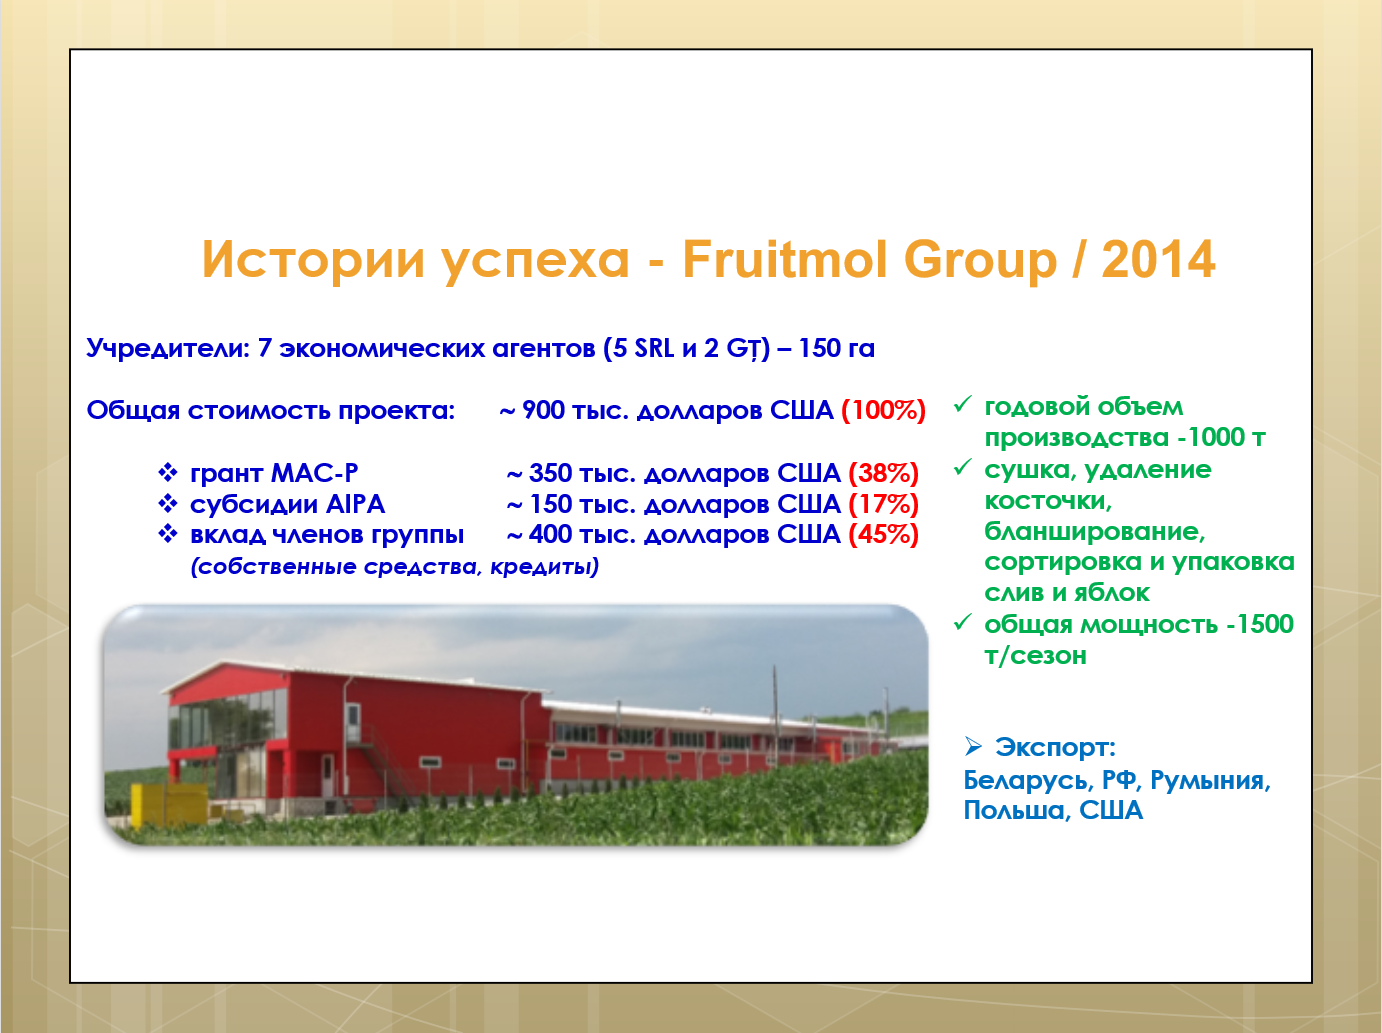 Истории успеха - Fruitmol Group / 2014
Учредители: 7 экономических агентов (5 SRL и 2 GȚ) – 150 га
Общая стоимость проекта: ~ 900 тыс. долларов США (100%)
грант MAC-P ~ 350 тыс. долларов США (38%)
субсидии AIPA ~ 150 тыс. долларов США (17%)
вклад членов группы ~ 400 тыс. долларов США (45%)
(собственные средства, кредиты)
годовой объем
производства -1000 т
сушка, удаление
косточки,
бланширование,
сортировка и упаковка
слив и яблок
общая мощность -1500
т/сезон
Экспорт:
Беларусь, РФ, Румыния,
Польша, США